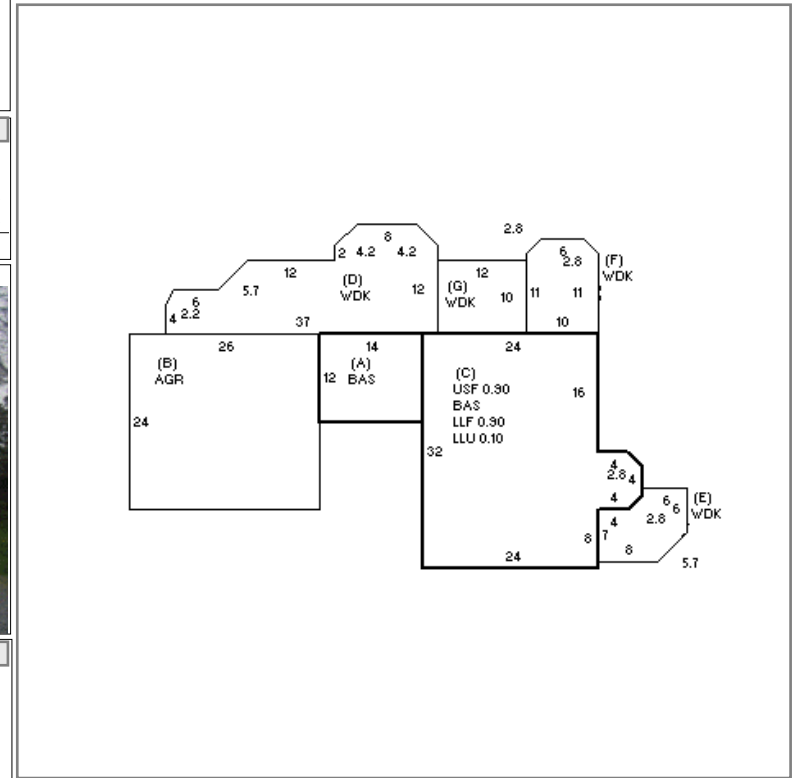 2.8
8
2 4.2 4.2
6
2.8
(F)
WDK
12
(D)
WDK
12
(G)
WDK
12
10
11 11
5.7
6
4 2.2
37
10
26
(B)
AGR
24
14
(A)
12 BAS
24
(C)
USF 0.90
BAS
LLF 0.90
LLU 0.10
16
32
4
2.8 4
4
8
24
6
6
(E)
WDK
4
2.8
7
8
5.7